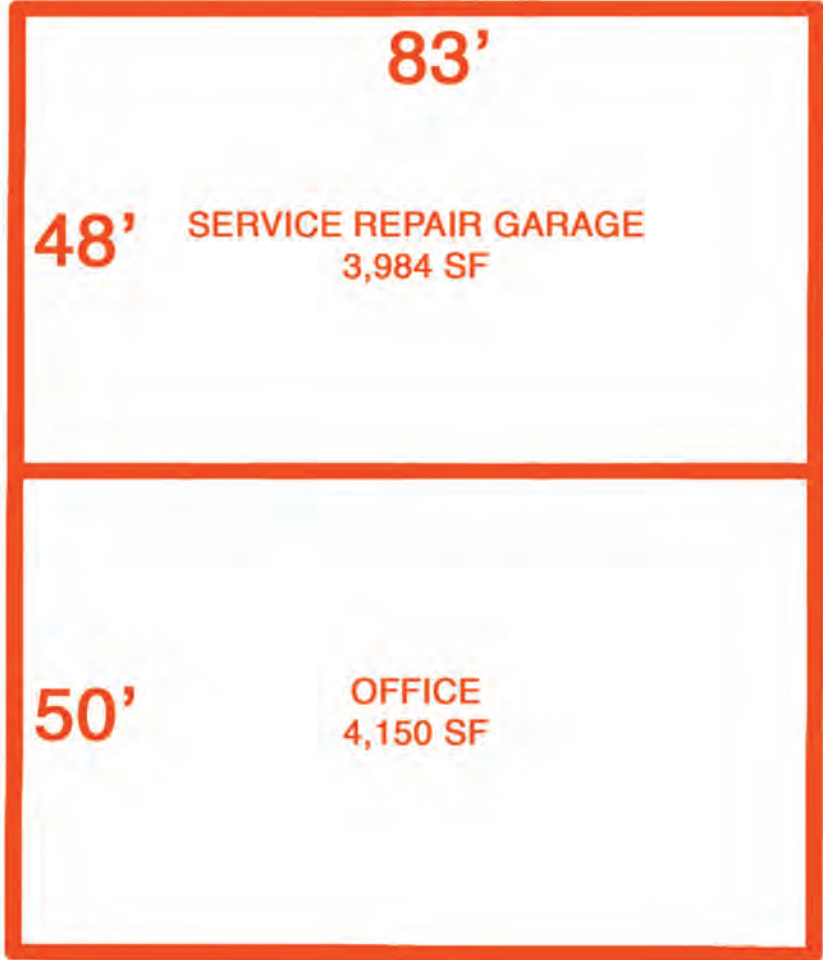 83’
48’
SERVICE REPAIR GARAGE
3,984 SF
50’
OFFICE
4,150 SF